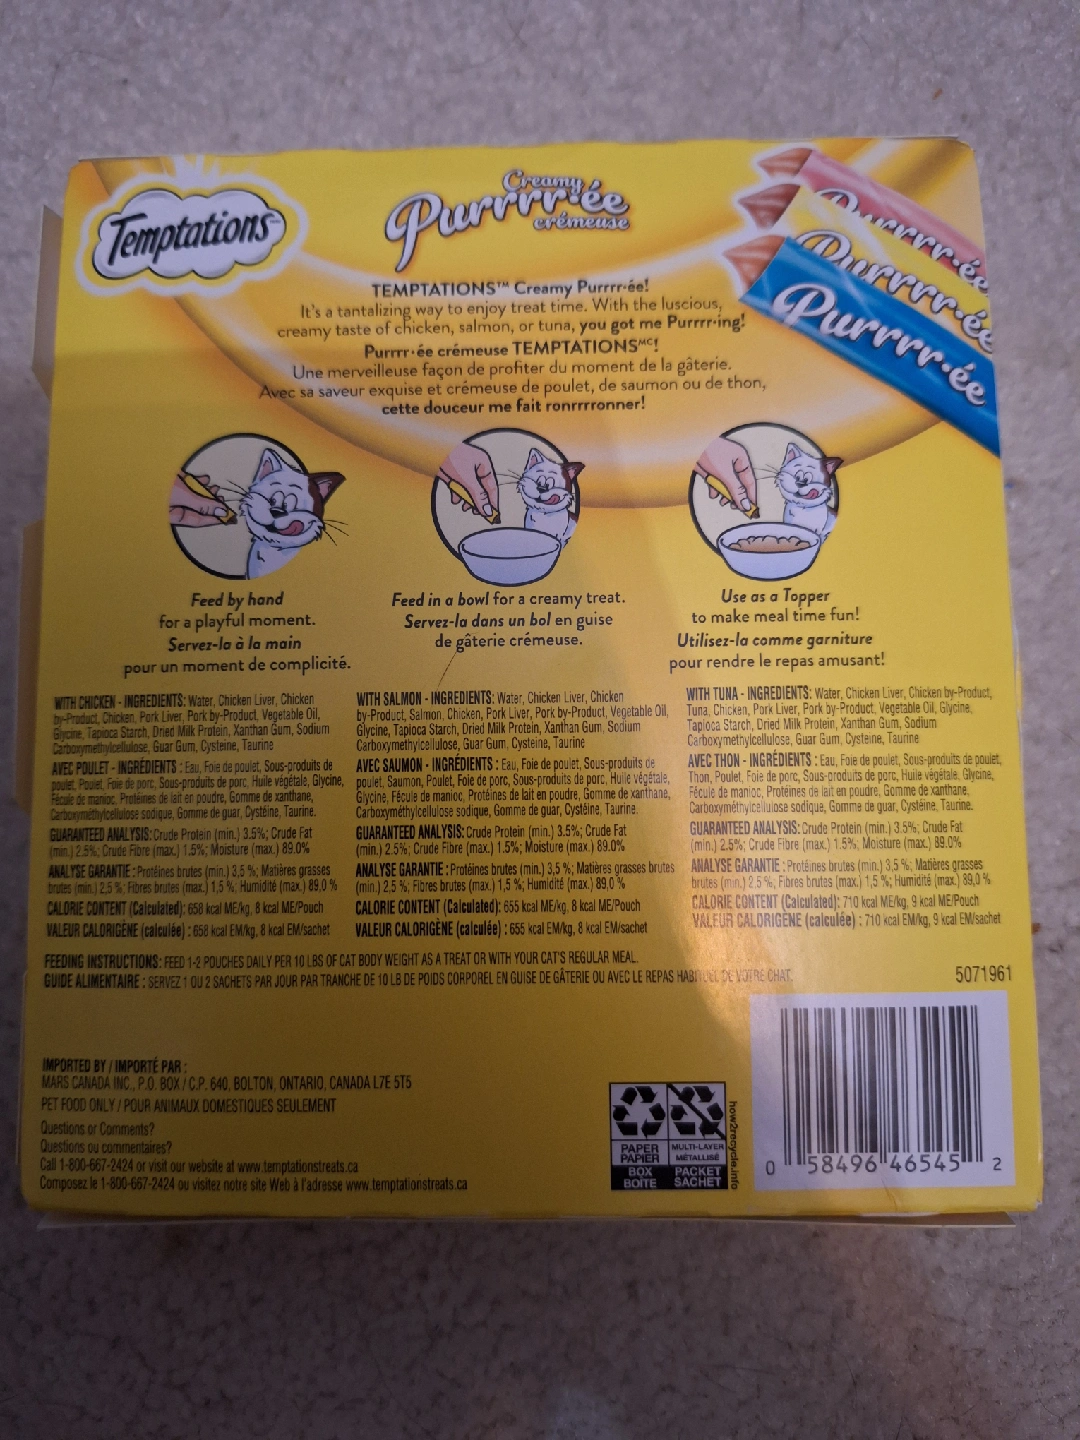 Temptations™
Creamy
Purrrr·ée
crémeuse
Purrrr·ée
Purrrr·ée
Purrrr·ée
TEMPTATIONS™ Creamy Purrrr·ée!
It's a tantalizing way to enjoy treat time. With the luscious,
creamy taste of chicken, salmon, or tuna, you got me Purrrr·ing!
Purrrr·ée crémeuse TEMPTATIONSᴹᶜ!
Une merveilleuse façon de profiter du moment de la gâterie.
Avec sa saveur exquise et crémeuse de poulet, de saumon ou de thon,
cette douceur me fait ronrrrronner!
Feed by hand
for a playful moment.
Servez-la à la main
pour un moment de complicité.
Feed in a bowl for a creamy treat.
Servez-la dans un bol en guise
de gâterie crémeuse.
Use as a Topper
to make meal time fun!
Utilisez-la comme garniture
pour rendre le repas amusant!
WITH CHICKEN - INGREDIENTS: Water, Chicken Liver, Chicken
by-Product, Chicken, Pork Liver, Pork by-Product, Vegetable Oil,
Glycine, Tapioca Starch, Dried Milk Protein, Xanthan Gum, Sodium
Carboxymethylcellulose, Guar Gum, Cysteine, Taurine
AVEC POULET - INGRÉDIENTS : Eau, Foie de poulet, Sous-produits de
poulet, Poulet, Foie de porc, Sous-produits de porc, Huile végétale, Glycine,
Fécule de manioc, Protéines de lait en poudre, Gomme de xanthane,
Carboxyméthylcellulose sodique, Gomme de guar, Cystéine, Taurine.
GUARANTEED ANALYSIS: Crude Protein (min.) 3.5%; Crude Fat
(min.) 2.5%; Crude Fibre (max.) 1.5%; Moisture (max.) 89.0%
ANALYSE GARANTIE : Protéines brutes (min.) 3,5 %; Matières grasses
brutes (min.) 2,5 %; Fibres brutes (max.) 1,5 %; Humidité (max.) 89,0 %
CALORIE CONTENT (Calculated): 658 kcal ME/kg, 8 kcal ME/Pouch
VALEUR CALORIGÈNE (calculée) : 658 kcal EM/kg, 8 kcal EM/sachet
WITH SALMON - INGREDIENTS: Water, Chicken Liver, Chicken
by-Product, Salmon, Chicken, Pork Liver, Pork by-Product, Vegetable Oil,
Glycine, Tapioca Starch, Dried Milk Protein, Xanthan Gum, Sodium
Carboxymethylcellulose, Guar Gum, Cysteine, Taurine
AVEC SAUMON - INGRÉDIENTS : Eau, Foie de poulet, Sous-produits de
poulet, Saumon, Poulet, Foie de porc, Sous-produits de porc, Huile végétale,
Glycine, Fécule de manioc, Protéines de lait en poudre, Gomme de xanthane,
Carboxyméthylcellulose sodique, Gomme de guar, Cystéine, Taurine.
GUARANTEED ANALYSIS: Crude Protein (min.) 3.5%; Crude Fat
(min.) 2.5%; Crude Fibre (max.) 1.5%; Moisture (max.) 89.0%
ANALYSE GARANTIE : Protéines brutes (min.) 3,5 %; Matières grasses brutes
(min.) 2,5 %; Fibres brutes (max.) 1,5 %; Humidité (max.) 89,0 %
CALORIE CONTENT (Calculated): 655 kcal ME/kg, 8 kcal ME/Pouch
VALEUR CALORIGÈNE (calculée) : 655 kcal EM/kg, 8 kcal EM/sachet
WITH TUNA - INGREDIENTS: Water, Chicken Liver, Chicken by-Product,
Tuna, Chicken, Pork Liver, Pork by-Product, Vegetable Oil, Glycine,
Tapioca Starch, Dried Milk Protein, Xanthan Gum, Sodium
Carboxymethylcellulose, Guar Gum, Cysteine, Taurine
AVEC THON - INGRÉDIENTS : Eau, Foie de poulet, Sous-produits de poulet,
Thon, Poulet, Foie de porc, Sous-produits de porc, Huile végétale, Glycine,
Fécule de manioc, Protéines de lait en poudre, Gomme de xanthane,
Carboxyméthylcellulose sodique, Gomme de guar, Cystéine, Taurine.
GUARANTEED ANALYSIS: Crude Protein (min.) 3.5%; Crude Fat
(min.) 2.5%; Crude Fibre (max.) 1.5%, Moisture (max.) 89.0%
ANALYSE GARANTIE : Protéines brutes (min.) 3,5 %; Matières grasses
brutes (min.) 2,5 %; Fibres brutes (max.) 1,5 %; Humidité (max.) 89,0 %
CALORIE CONTENT (Calculated): 710 kcal ME/kg, 9 kcal ME/Pouch
VALEUR CALORIGÈNE (calculée) : 710 kcal EM/kg, 9 kcal EM/sachet
FEEDING INSTRUCTIONS: FEED 1-2 POUCHES DAILY PER 10 LBS OF CAT BODY WEIGHT AS A TREAT OR WITH YOUR CAT'S REGULAR MEAL.
GUIDE ALIMENTAIRE : SERVEZ 1 OU 2 SACHETS PAR JOUR PAR TRANCHE DE 10 LB DE POIDS CORPOREL EN GUISE DE GÂTERIE OU AVEC LE REPAS HABITUEL DE VOTRE CHAT.
5071961
IMPORTED BY / IMPORTÉ PAR :
MARS CANADA INC., P.O. BOX / C.P. 640, BOLTON, ONTARIO, CANADA L7E 5T5
PET FOOD ONLY / POUR ANIMAUX DOMESTIQUES SEULEMENT
Questions or Comments?
Questions ou commentaires?
Call 1-800-667-2424 or visit our website at www.temptationstreats.ca
Composez le 1-800-667-2424 ou visitez notre site Web à l'adresse www.temptationstreats.ca
PAPER
PAPIER
BOX
BOÎTE
MULTI-LAYER
MÉTALLISÉ
PACKET
SACHET
how2recycle.info
0 58496 46545 2